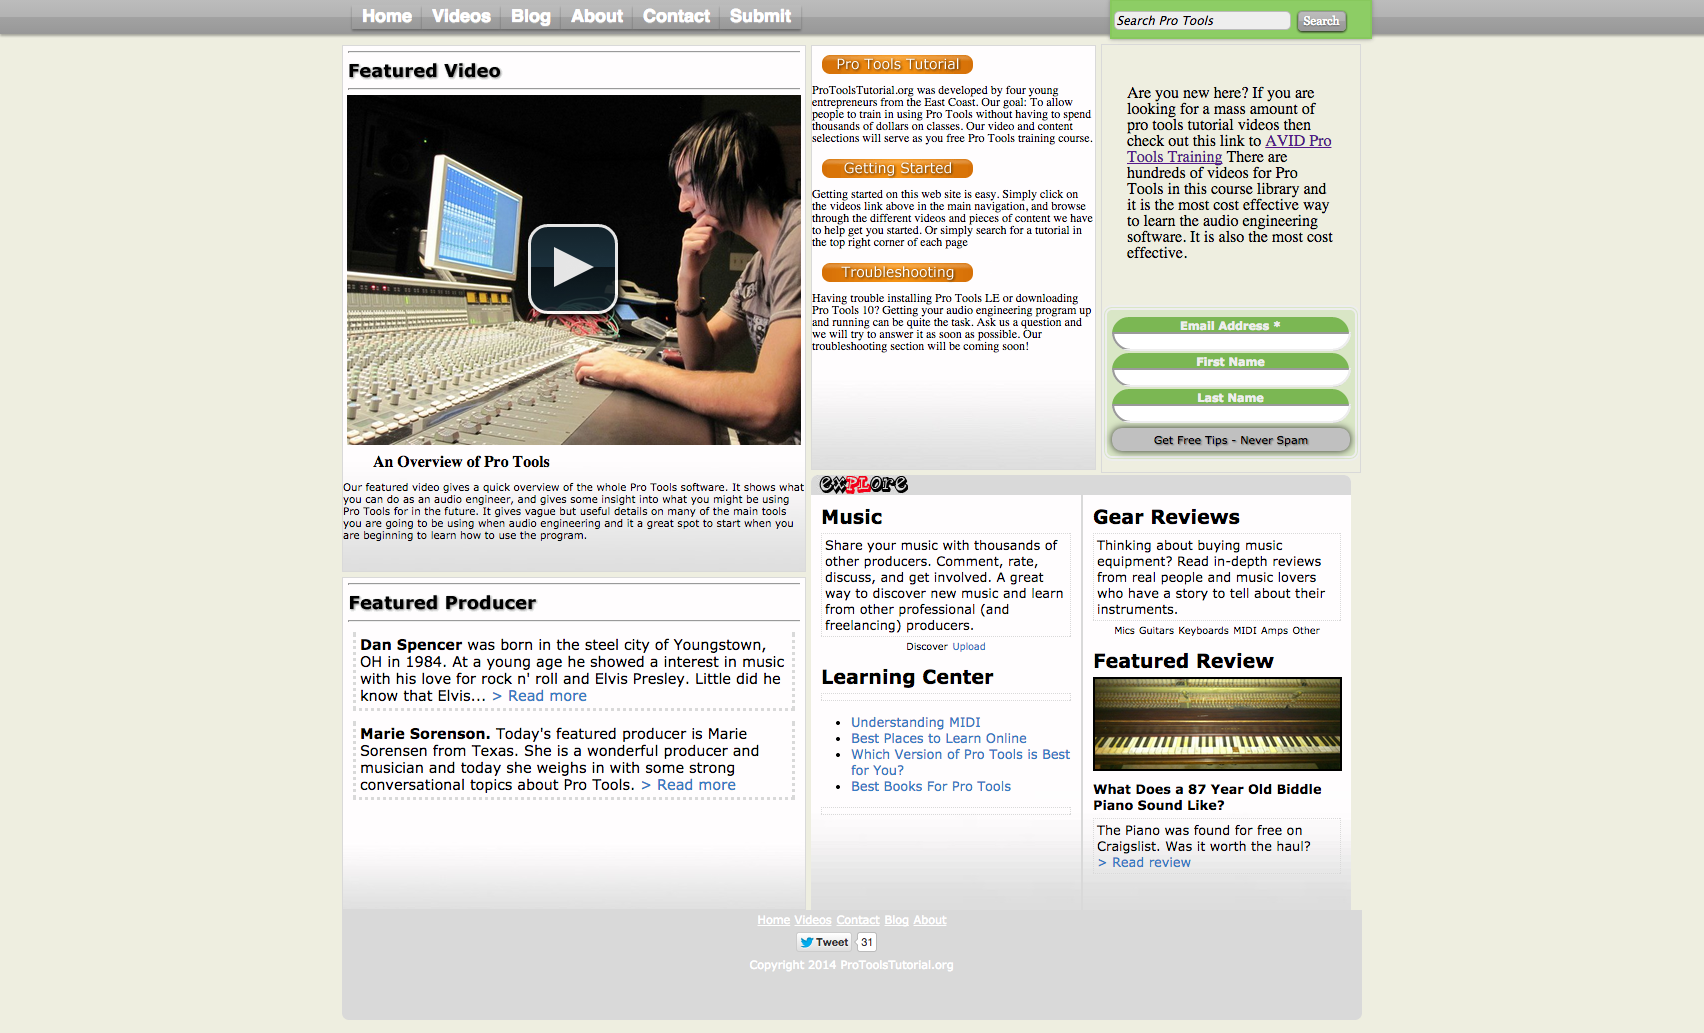 Home Videos Blog About Contact Submit
Search Pro Tools Search
Featured Video
An Overview of Pro Tools
Our featured video gives a quick overview of the whole Pro Tools software. It shows what
you can do as an audio engineer, and gives some insight into what you might be using
Pro Tools for in the future. It gives vague but useful details on many of the main tools
you are going to be using when audio engineering and it a great spot to start when you
are beginning to learn how to use the program.
Featured Producer
Dan Spencer was born in the steel city of Youngstown,
OH in 1984. At a young age he showed a interest in music
with his love for rock n' roll and Elvis Presley. Little did he
know that Elvis... > Read more
Marie Sorenson. Today's featured producer is Marie
Sorensen from Texas. She is a wonderful producer and
musician and today she weighs in with some strong
conversational topics about Pro Tools. > Read more
Pro Tools Tutorial
ProToolsTutorial.org was developed by four young
entrepreneurs from the East Coast. Our goal: To allow
people to train in using Pro Tools without having to spend
thousands of dollars on classes. Our video and content
selections will serve as you free Pro Tools training course.
Getting Started
Getting started on this web site is easy. Simply click on
the videos link above in the main navigation, and browse
through the different videos and pieces of content we have
to help get you started. Or simply search for a tutorial in
the top right corner of each page
Troubleshooting
Having trouble installing Pro Tools LE or downloading
Pro Tools 10? Getting your audio engineering program up
and running can be quite the task. Ask us a question and
we will try to answer it as soon as possible. Our
troubleshooting section will be coming soon!
Are you new here? If you are
looking for a mass amount of
pro tools tutorial videos then
check out this link to AVID Pro
Tools Training There are
hundreds of videos for Pro
Tools in this course library and
it is the most cost effective way
to learn the audio engineering
software. It is also the most cost
effective.
Email Address *
First Name
Last Name
Get Free Tips - Never Spam
exPLore
Music
Share your music with thousands of
other producers. Comment, rate,
discuss, and get involved. A great
way to discover new music and learn
from other professional (and
freelancing) producers.
Discover Upload
Learning Center
• Understanding MIDI
• Best Places to Learn Online
• Which Version of Pro Tools is Best
for You?
• Best Books For Pro Tools
Gear Reviews
Thinking about buying music
equipment? Read in-depth reviews
from real people and music lovers
who have a story to tell about their
instruments.
Mics Guitars Keyboards MIDI Amps Other
Featured Review
What Does a 87 Year Old Biddle
Piano Sound Like?
The Piano was found for free on
Craigslist. Was it worth the haul?
> Read review
Home Videos Contact Blog About
Tweet 31
Copyright 2014 ProToolsTutorial.org